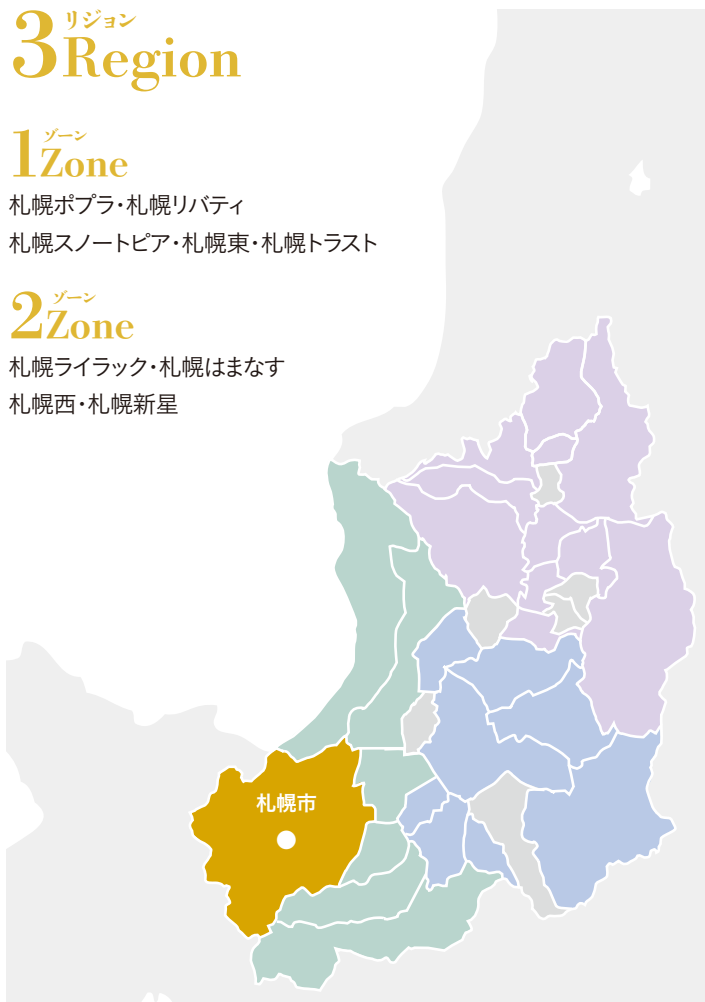 リジョン
3Region
ゾーン
1Zone
札幌ポプラ・札幌リバティ
札幌スノートピア・札幌東・札幌トラスト
ゾーン
2Zone
札幌ライラック・札幌はまなす
札幌西・札幌新星
札幌市